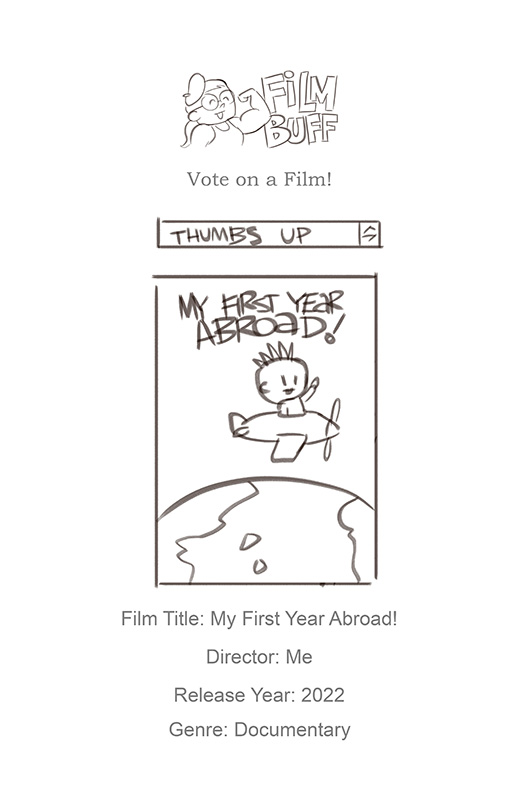 FiLM
BUFF
Vote on a Film!
THUMBS UP
MY FIRST YEAR
ABROAD!
Film Title: My First Year Abroad!
Director: Me
Release Year: 2022
Genre: Documentary